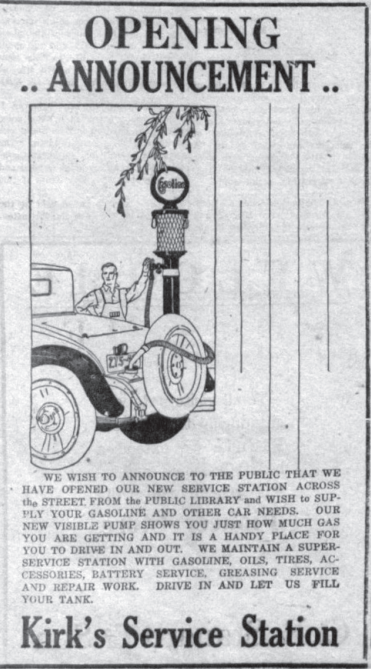 OPENING
.. ANNOUNCEMENT ..
Gasoline
275
WE WISH TO ANNOUNCE TO THE PUBLIC THAT WE
HAVE OPENED OUR NEW SERVICE STATION ACROSS
the STREET FROM the PUBLIC LIBRARY and WISH to SUP-
PLY YOUR GASOLINE AND OTHER CAR NEEDS. OUR
NEW VISIBLE PUMP SHOWS YOU JUST HOW MUCH GAS
YOU ARE GETTING AND IT IS A HANDY PLACE FOR
YOU TO DRIVE IN AND OUT. WE MAINTAIN A SUPER-
SERVICE STATION WITH GASOLINE, OILS, TIRES, AC-
CESSORIES, BATTERY SERVICE, GREASING SERVICE
AND REPAIR WORK. DRIVE IN AND LET US FILL
YOUR TANK.
Kirk's Service Station